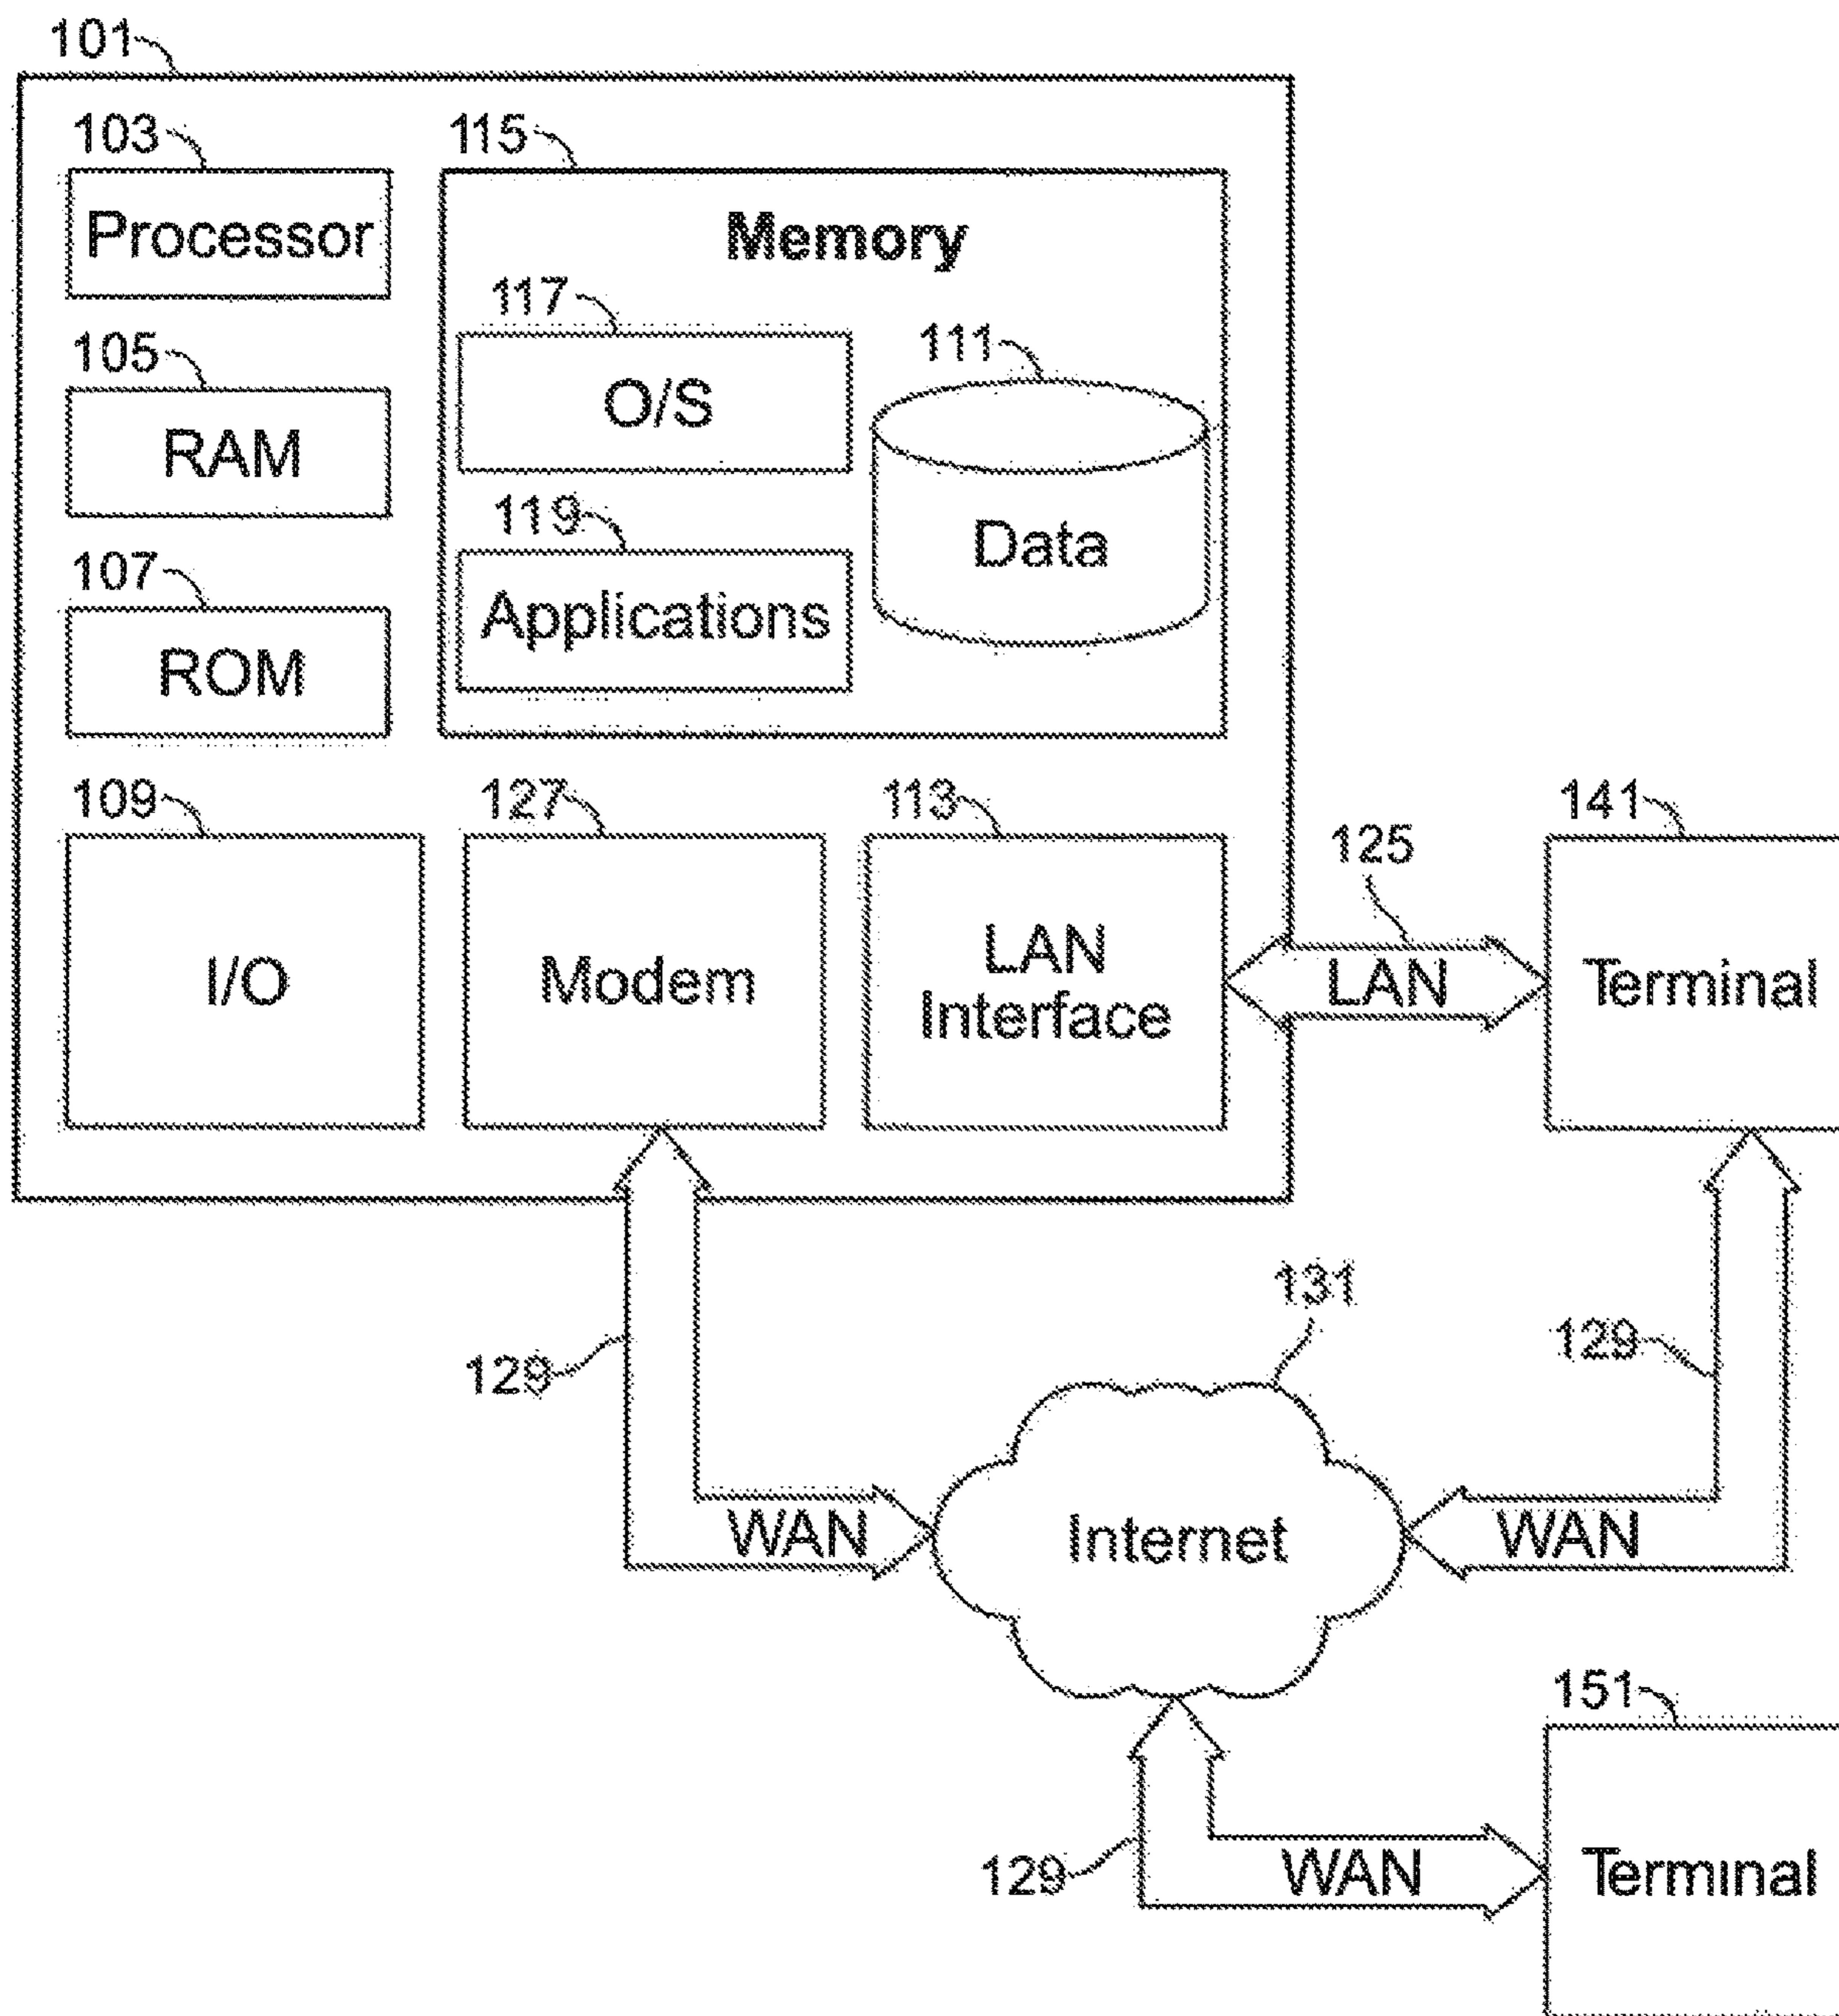 101
103
115
Processor
Memory
117
111
105
O/S
RAM
119
Data
107
Applications
ROM
109
127
113
141
125
I/O
Modem
LAN
Interface
LAN
Terminal
131
129
129
WAN
Internet
WAN
151
129
WAN
Terminal